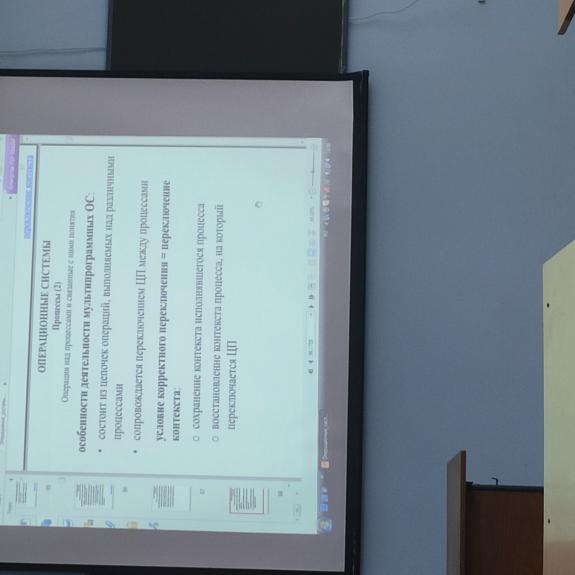 ОПЕРАЦИОННЫЕ СИСТЕМЫ
Процессы (2)
Операции над процессами и связанные с ними понятия
особенности деятельности мультипрограммных ОС:
• состоит из цепочек операций, выполняемых над различными
процессами
• сопровождается переключением ЦП между процессами
условие корректного переключения = переключение
контекста:
○ сохранение контекста исполнявшегося процесса
○ восстановление контекста процесса, на который
переключается ЦП